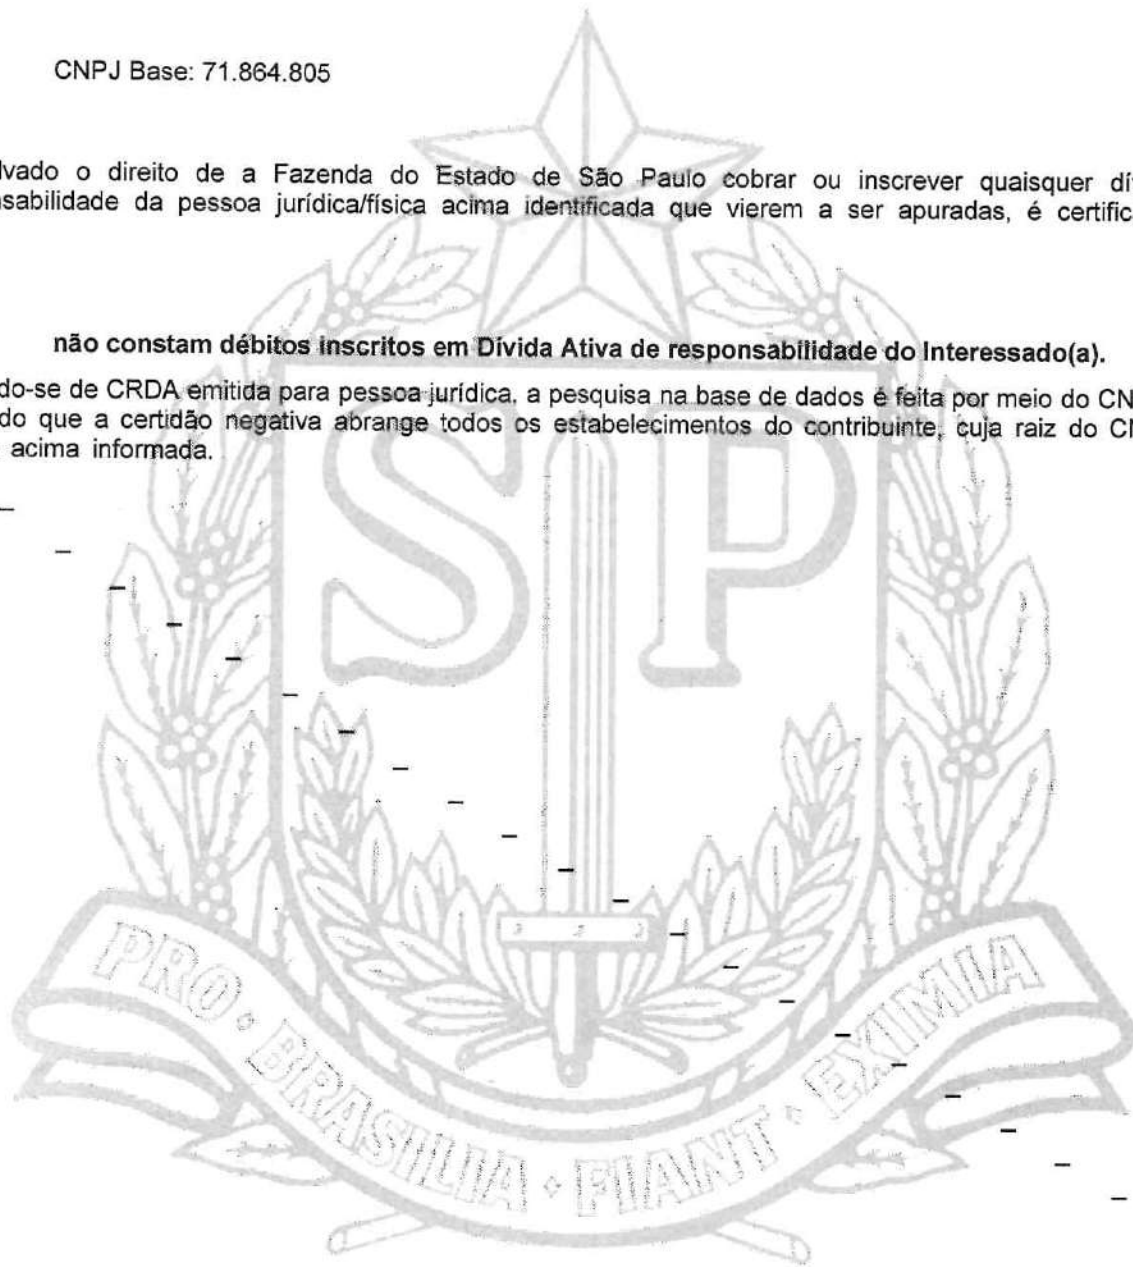 CNPJ Base: 71.864.805
lvado o direito de a Fazenda do Estado de São Paulo cobrar ou inscrever quaisquer dí
nsabilidade da pessoa jurídica/física acima identificada que vierem a ser apuradas, é certific
não constam débitos inscritos em Dívida Ativa de responsabilidade do Interessado(a).
do-se de CRDA emitida para pessoa jurídica, a pesquisa na base de dados é feita por meio do CN
do que a certidão negativa abrange todos os estabelecimentos do contribuinte, cuja raiz do CN
acima informada.
SP
PRO BRASILIA FIANT EXIMIA